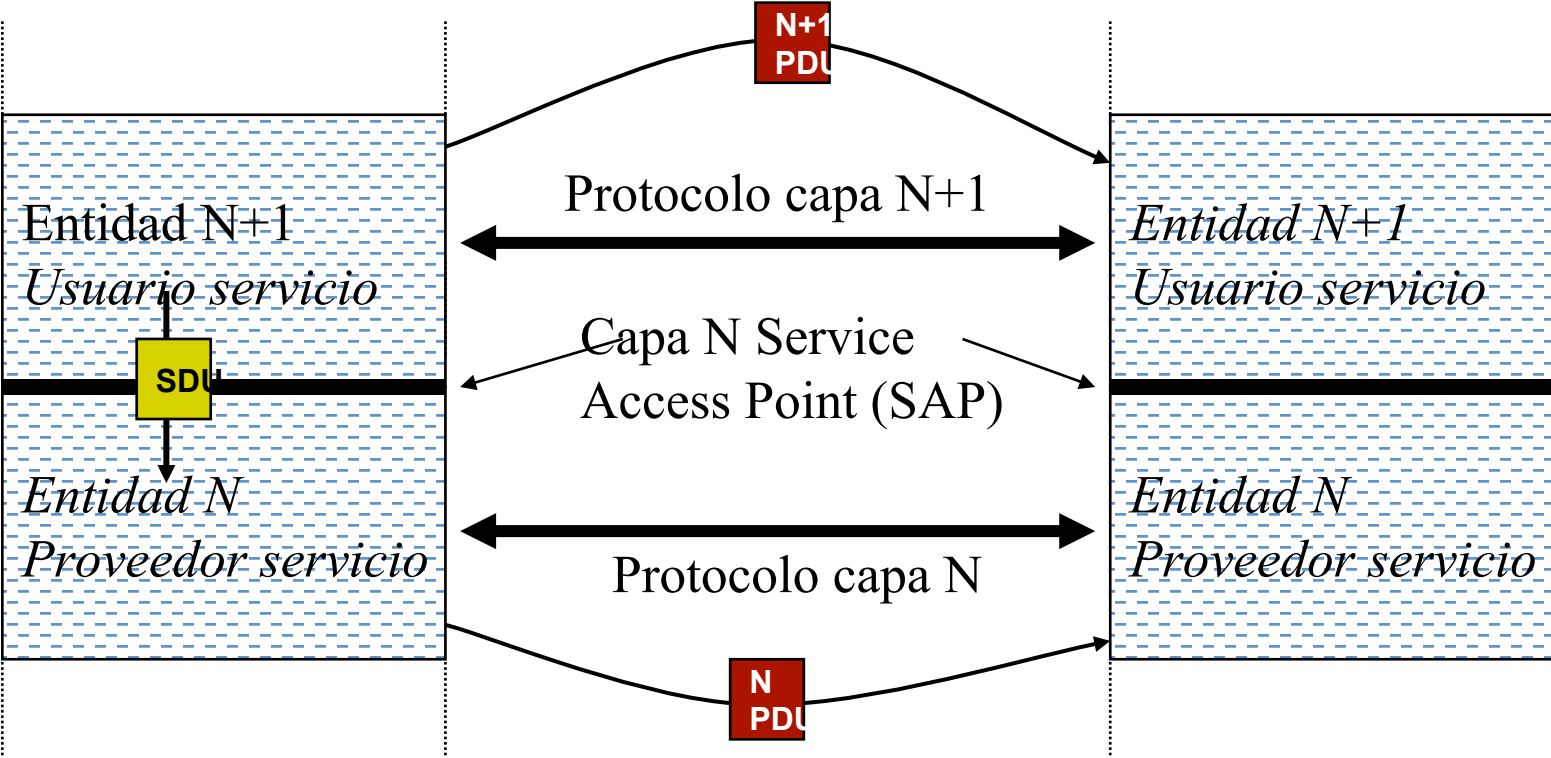 N+1
PDU
Protocolo capa N+1
Entidad N+1
Usuario servicio
Entidad N+1
Usuario servicio
Capa N Service
Access Point (SAP)
SDU
Entidad N
Proveedor servicio
Entidad N
Proveedor servicio
Protocolo capa N
N
PDU